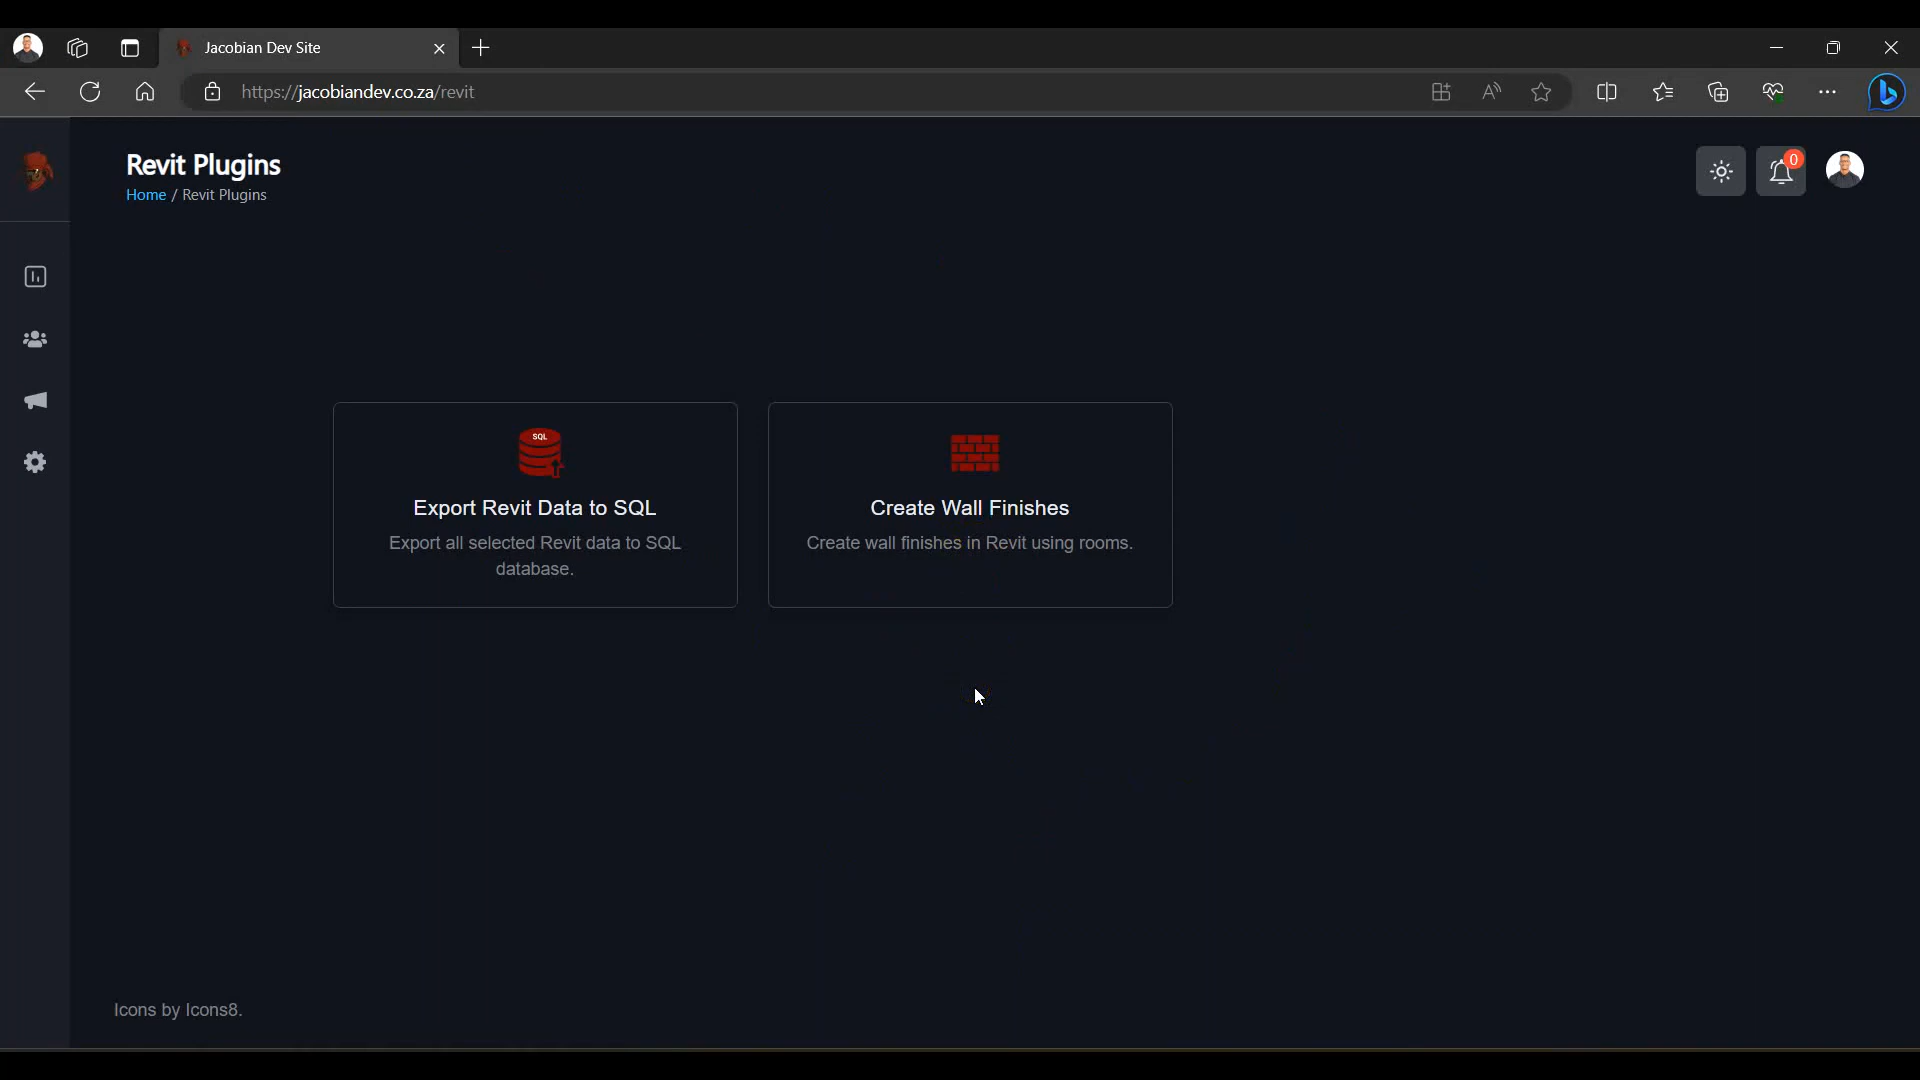 Jacobian Dev Site
https://jacobiandev.co.za/revit
Revit Plugins
Home / Revit Plugins
0
SQL
Export Revit Data to SQL
Export all selected Revit data to SQL
database.
Create Wall Finishes
Create wall finishes in Revit using rooms.
Icons by Icons8.